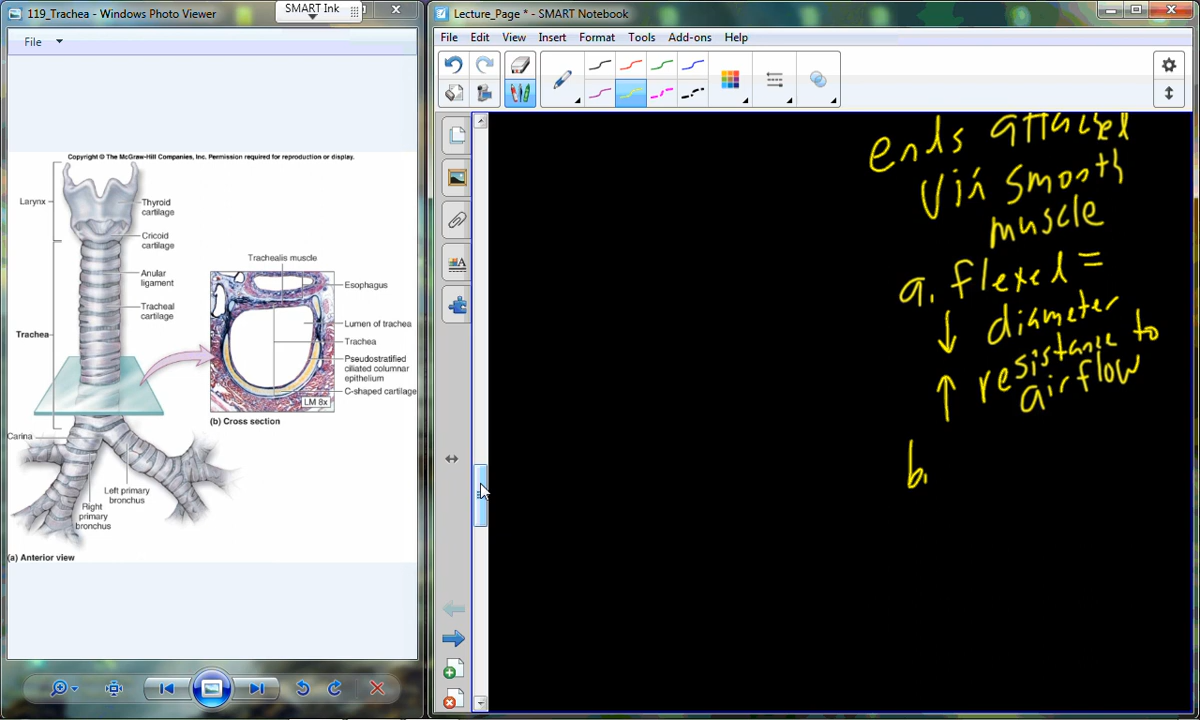 119_Trachea - Windows Photo Viewer
SMART Ink
File
Copyright © The McGraw-Hill Companies, Inc. Permission required for reproduction or display.
Larynx
Thyroid
cartilage
Cricoid
cartilage
Anular
ligament
Tracheal
cartilage
Trachea
Carina
Left primary
bronchus
Right
primary
bronchus
(a) Anterior view
Trachealis muscle
Esophagus
Lumen of trachea
Trachea
Pseudostratified
ciliated columnar
epithelium
C-shaped cartilage
LM 8x
(b) Cross section
Lecture_Page * - SMART Notebook
File Edit View Insert Format Tools Add-ons Help
ends attached
via smooth
muscle
a. flexed =
↓ diameter
↑ resistance to
airflow
b.